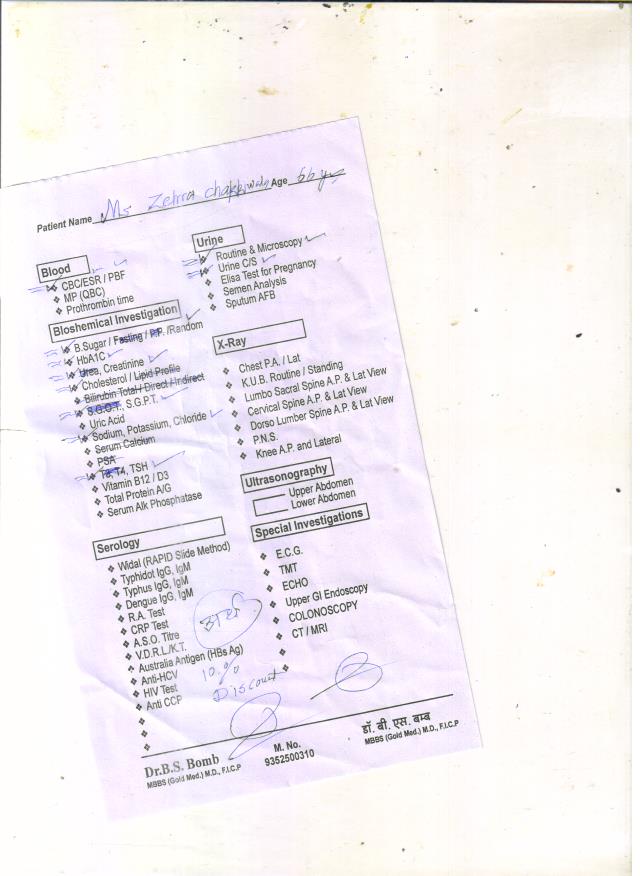 Patient Name Ms Zehra Age 66 yr
Blood
CBC/ESR / PBF
MP (QBC)
Prothrombin time
Bioshemical Investigation
B.Sugar / Fasting / P.P. /Random
HbA1C
Urea, Creatinine
Cholesterol / Lipid Profile
Bilirubin Total / Direct / Indirect
S.G.O.T., S.G.P.T.
Uric Acid
Sodium, Potassium, Chloride
Serum Calcium
PSA
T3, T4, TSH
Vitamin B12 / D3
Total Protein A/G
Serum Alk Phosphatase
Serology
Widal (RAPID Slide Method)
Typhidot IgG, IgM
Typhus IgG, IgM
Dengue IgG, IgM
R.A. Test
CRP Test
A.S.O. Titre
V.D.R.L/K.T.
Australia Antigen (HBs Ag)
Anti-HCV
HIV Test
Anti CCP
10%
Discount
Urine
Routine & Microscopy
Urine C/S
Elisa Test for Pregnancy
Semen Analysis
Sputum AFB
X-Ray
Chest P.A. / Lat
K.U.B. Routine / Standing
Lumbo Sacral Spine A.P. & Lat View
Cervical Spine A.P. & Lat View
Dorso Lumber Spine A.P. & Lat View
P.N.S.
Knee A.P. and Lateral
Ultrasonography
Upper Abdomen
Lower Abdomen
Special Investigations
E.C.G.
TMT
ECHO
Upper GI Endoscopy
COLONOSCOPY
CT / MRI
Dr.B.S. Bomb
MBBS (Gold Med.) M.D., F.I.C.P
M. No.
9352500310
डॉ. बी. एस. बम्ब
MBBS (Gold Med.) M.D., F.I.C.P